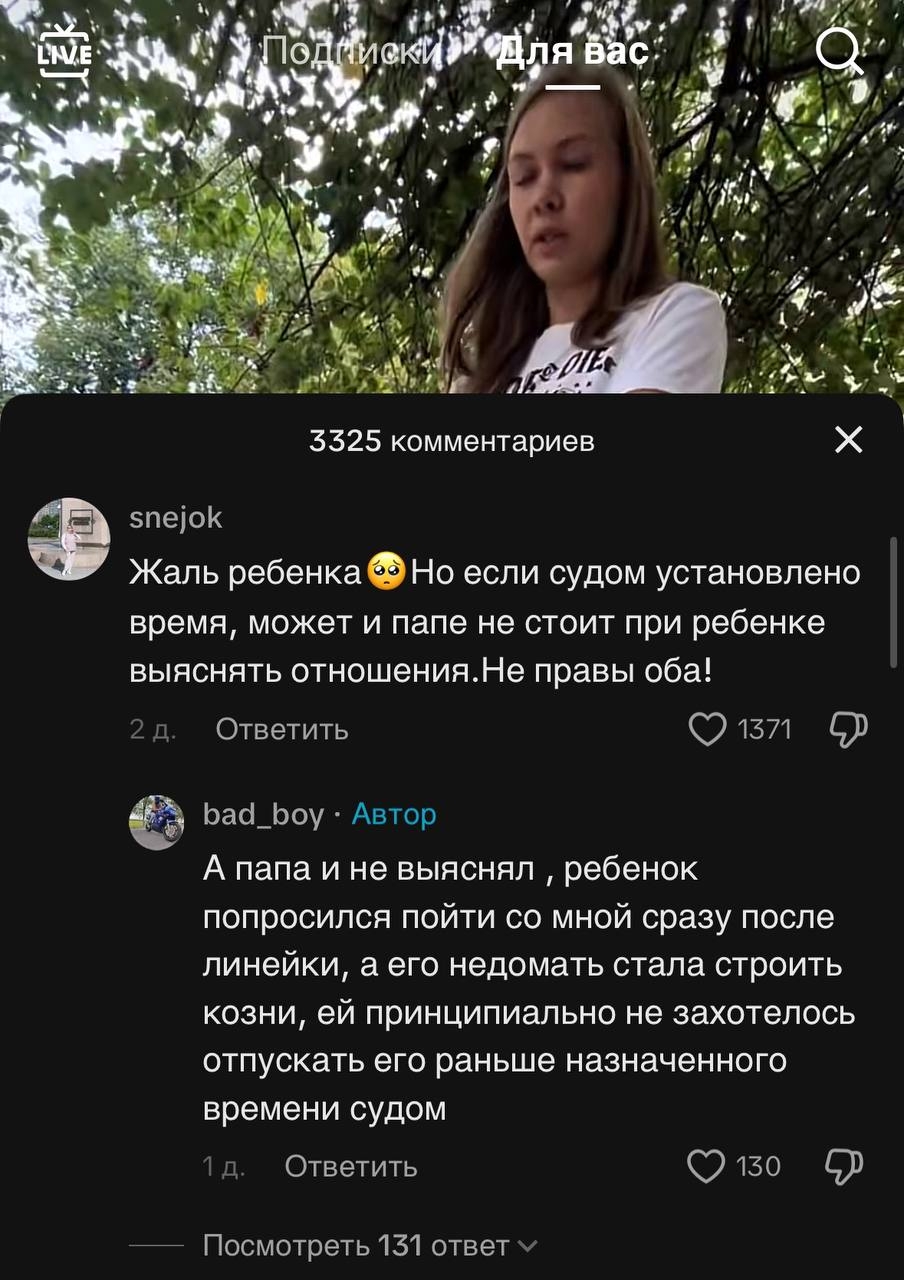 LIVE
Подписки
Для вас
3325 комментариев
snejok
Жаль ребенка🥺Но если судом установлено
время, может и папе не стоит при ребенке
выяснять отношения.Не правы оба!
2 д.
Ответить
1371
bad_boy · Автор
А папа и не выяснял , ребенок
попросился пойти со мной сразу после
линейки, а его недомать стала строить
козни, ей принципиально не захотелось
отпускать его раньше назначенного
времени судом
1 д.
Ответить
130
Посмотреть 131 ответ